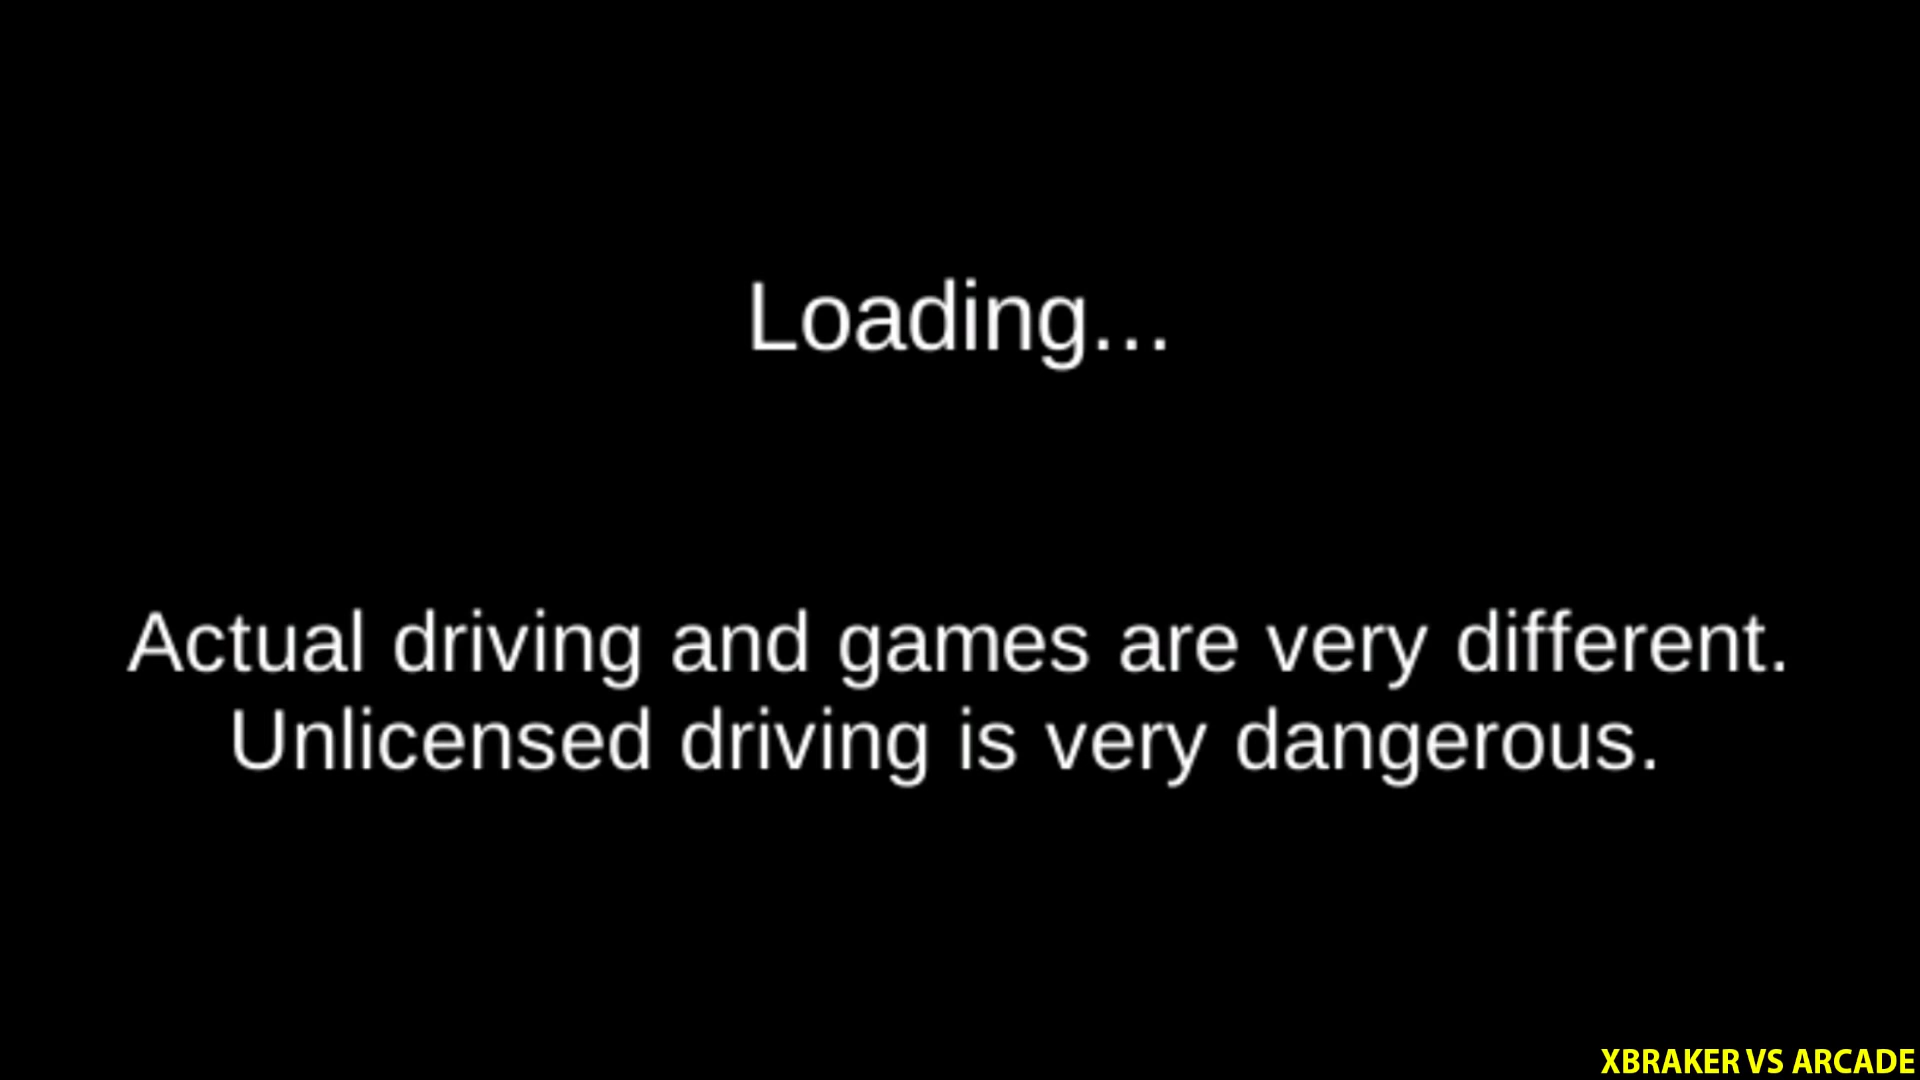 Loading...
Actual driving and games are very different.
Unlicensed driving is very dangerous.
XBRAKER VS ARCADE